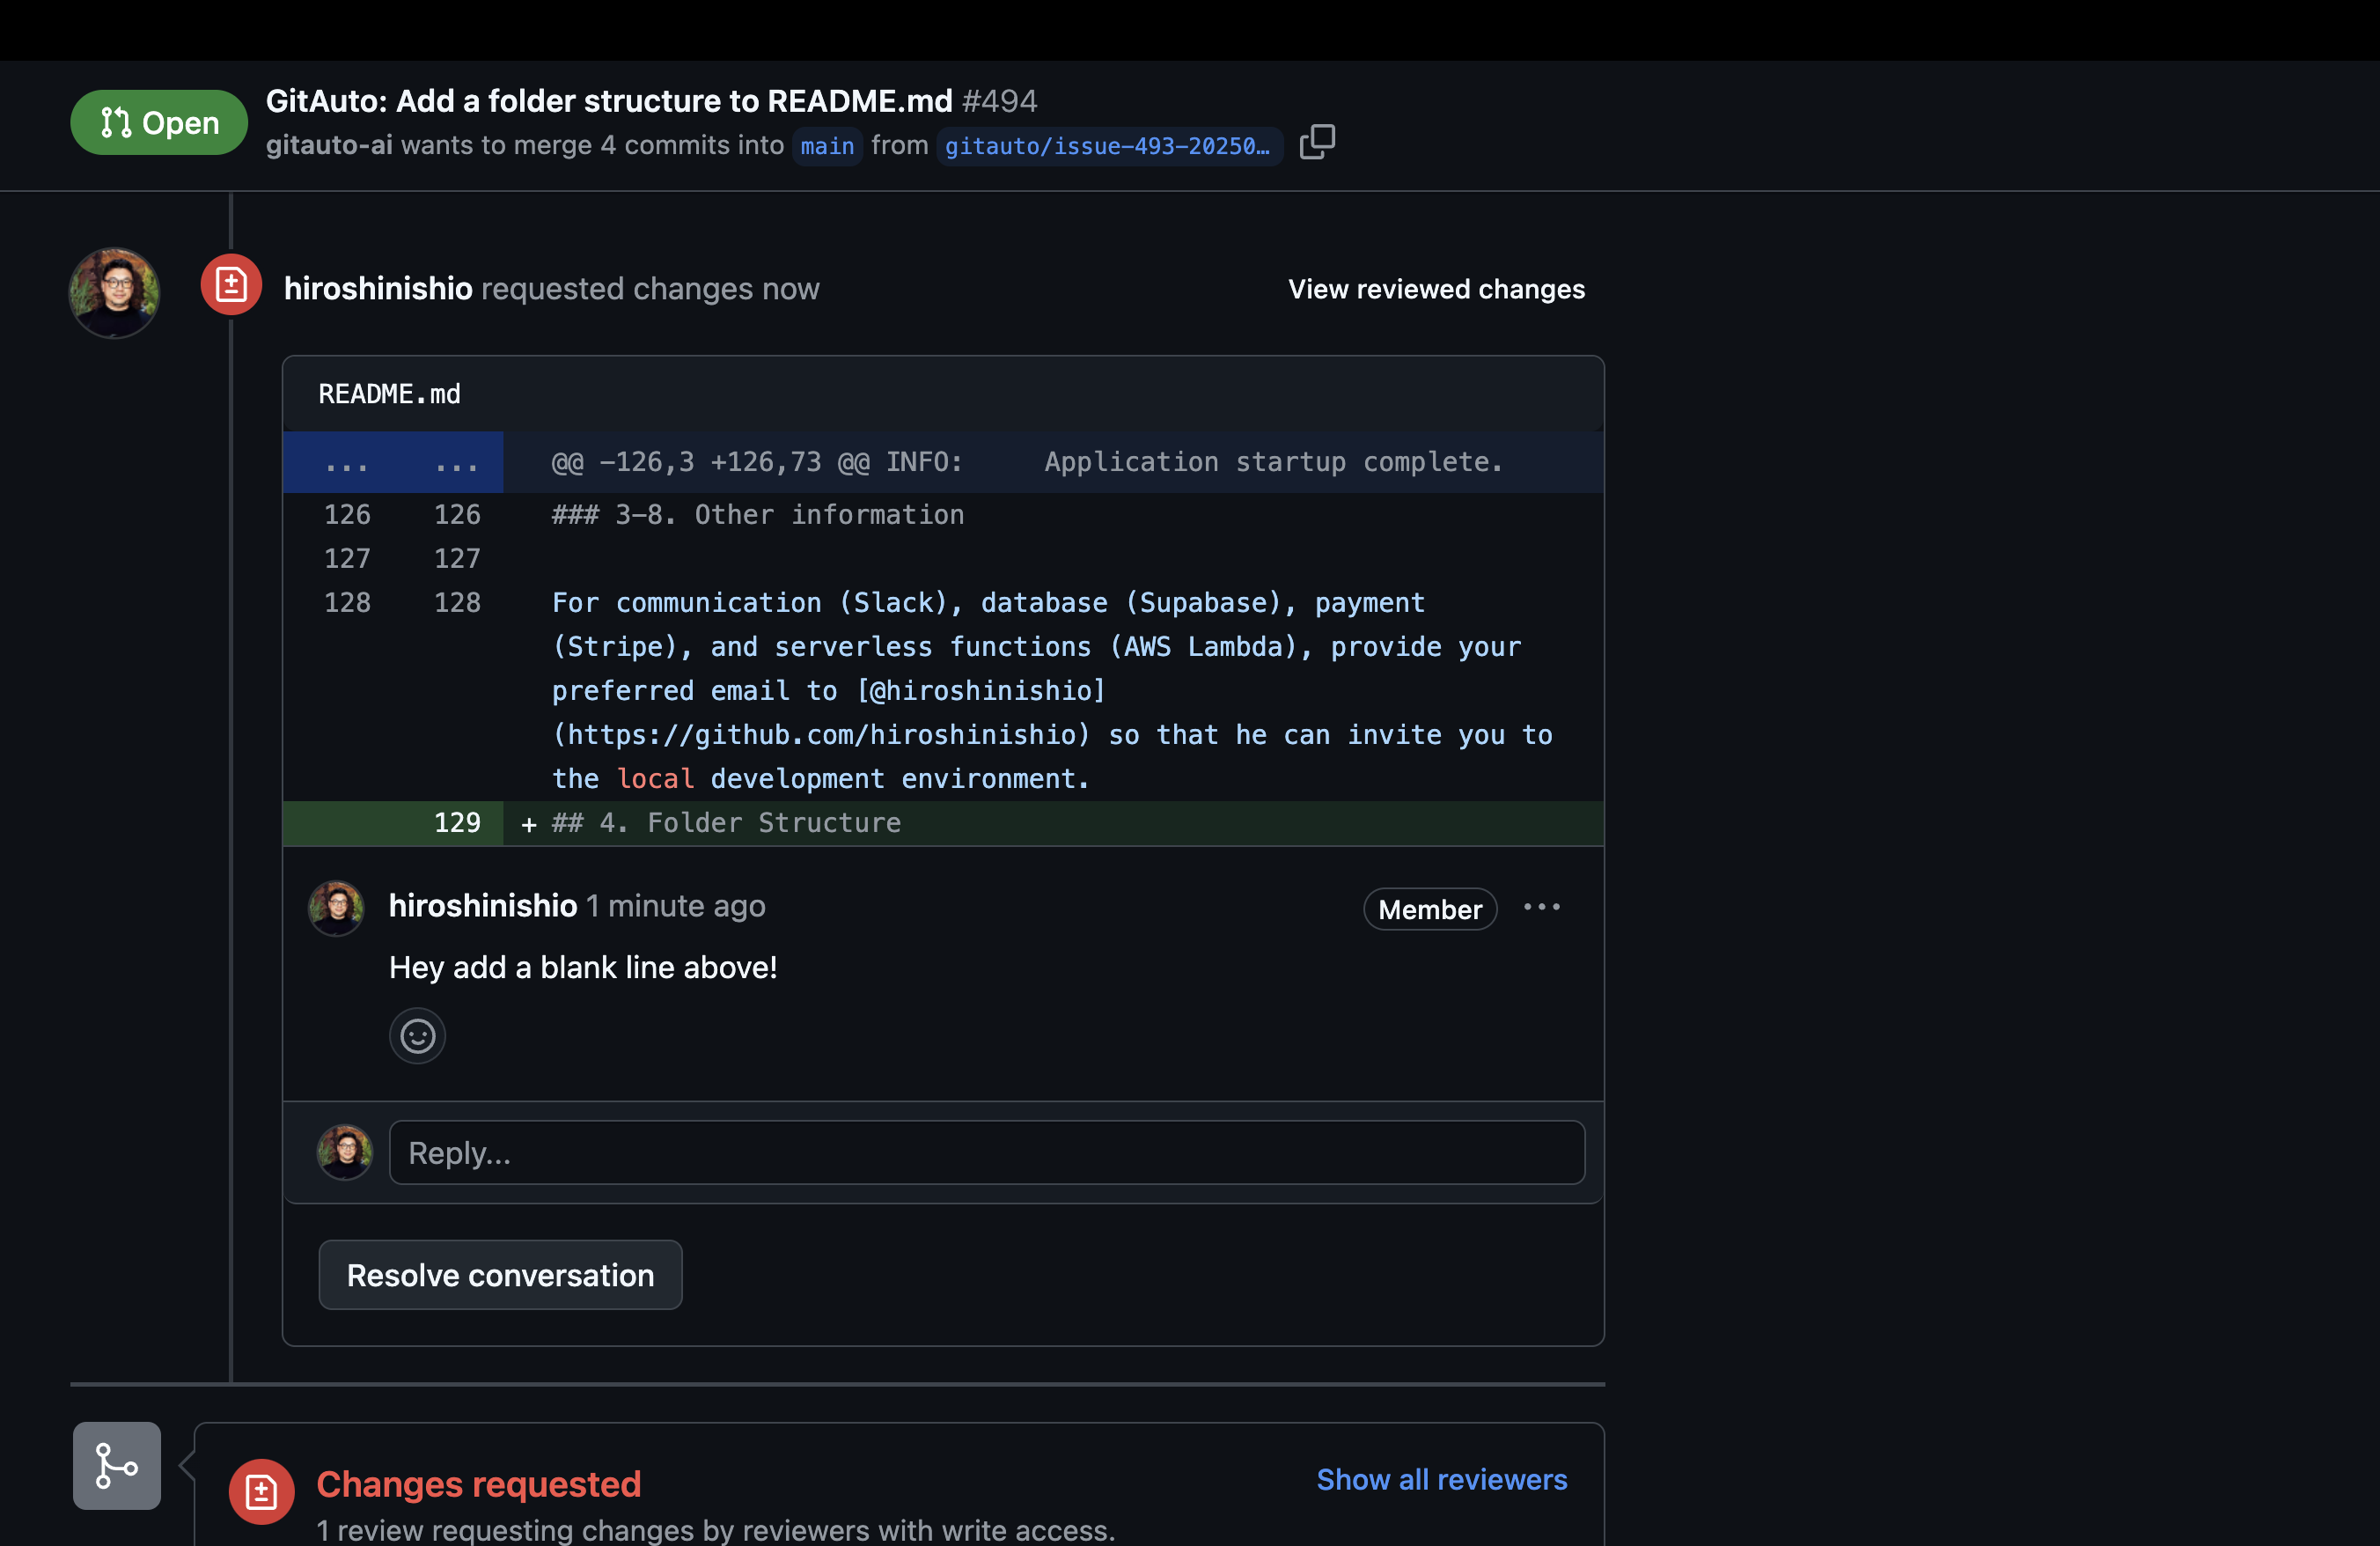 Open
GitAuto: Add a folder structure to README.md #494
gitauto-ai wants to merge 4 commits into main from gitauto/issue-493-20250…
hiroshinishio requested changes now
View reviewed changes
README.md
... ... @@ -126,3 +126,73 @@ INFO:     Application startup complete.
126 126 ### 3-8. Other information
127 127
128 128 For communication (Slack), database (Supabase), payment
(Stripe), and serverless functions (AWS Lambda), provide your
preferred email to [@hiroshinishio]
(https://github.com/hiroshinishio) so that he can invite you to
the local development environment.
129 + ## 4. Folder Structure
hiroshinishio 1 minute ago
Member
Hey add a blank line above!
Reply...
Resolve conversation
Changes requested
Show all reviewers
1 review requesting changes by reviewers with write access.